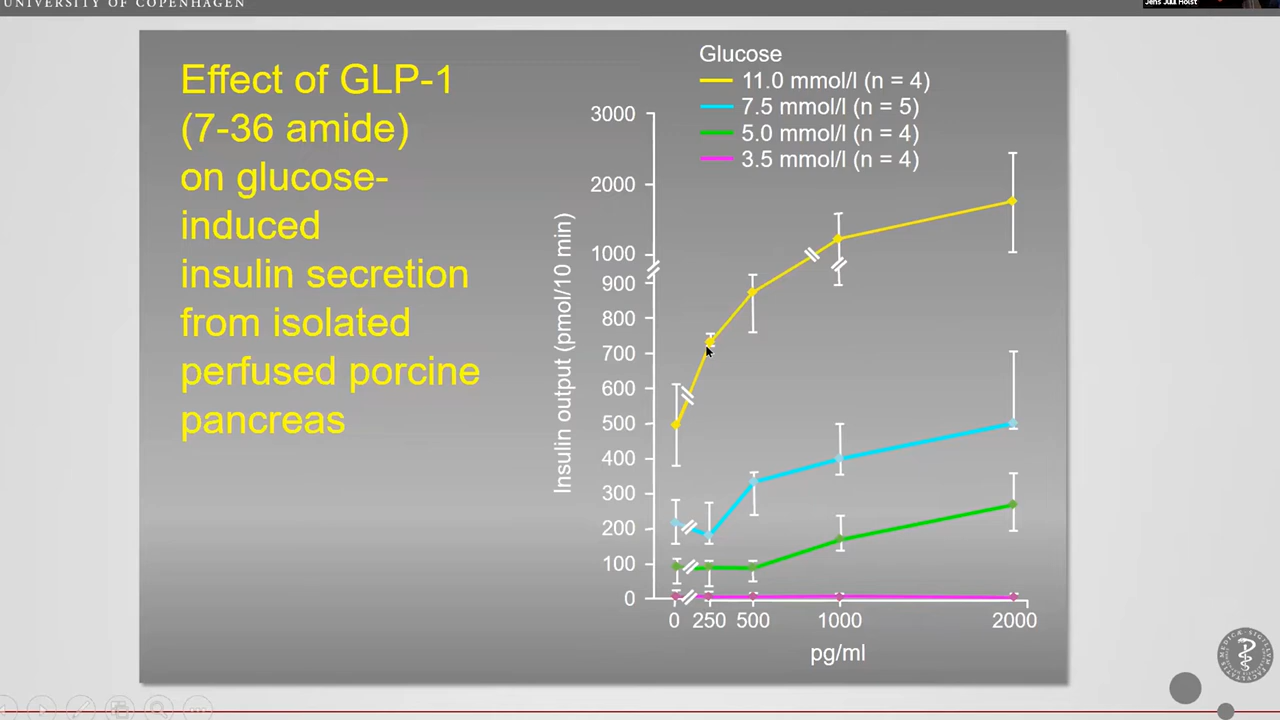 UNIVERSITY OF COPENHAGEN
Jens Juul Holst
Effect of GLP-1
(7-36 amide)
on glucose-
induced
insulin secretion
from isolated
perfused porcine
pancreas
Glucose
11.0 mmol/l (n = 4)
7.5 mmol/l (n = 5)
5.0 mmol/l (n = 4)
3.5 mmol/l (n = 4)
Insulin output (pmol/10 min)
3000
2000
1000
900
800
700
600
500
400
300
200
100
0
0 250 500 1000 2000
pg/ml